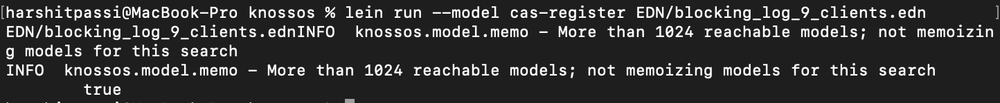 [harshitpassi@MacBook-Pro knossos % lein run --model cas-register EDN/blocking_log_9_clients.edn ]
EDN/blocking_log_9_clients.ednINFO  knossos.model.memo - More than 1024 reachable models; not memoizin
g models for this search
INFO  knossos.model.memo - More than 1024 reachable models; not memoizing models for this search
        true